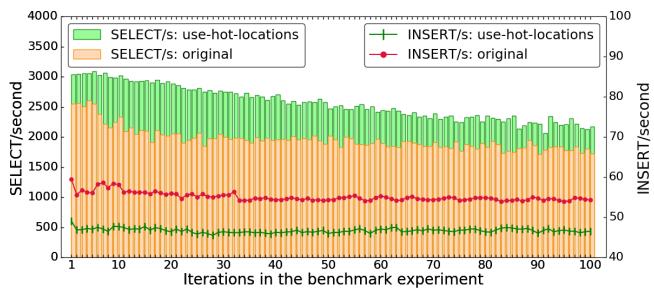 4000
3500
3000
2500
2000
1500
1000
500
0
SELECT/second
SELECT/s: use-hot-locations
SELECT/s: original
INSERT/s: use-hot-locations
INSERT/s: original
100
90
80
70
60
50
40
INSERT/second
1 10 20 30 40 50 60 70 80 90 100
Iterations in the benchmark experiment